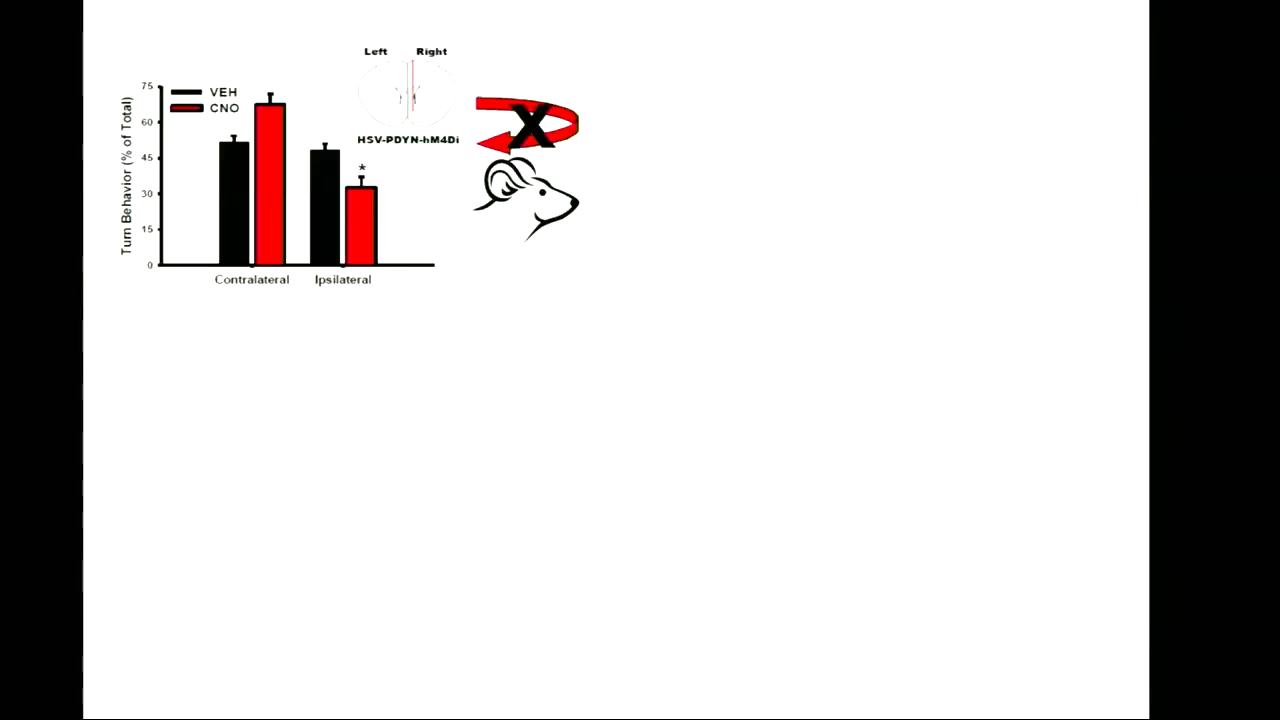 Left Right
HSV-PDYN-hM4Di
VEH
CNO
Turn Behavior (% of Total)
75
60
45
30
15
0
*
X
Contralateral Ipsilateral